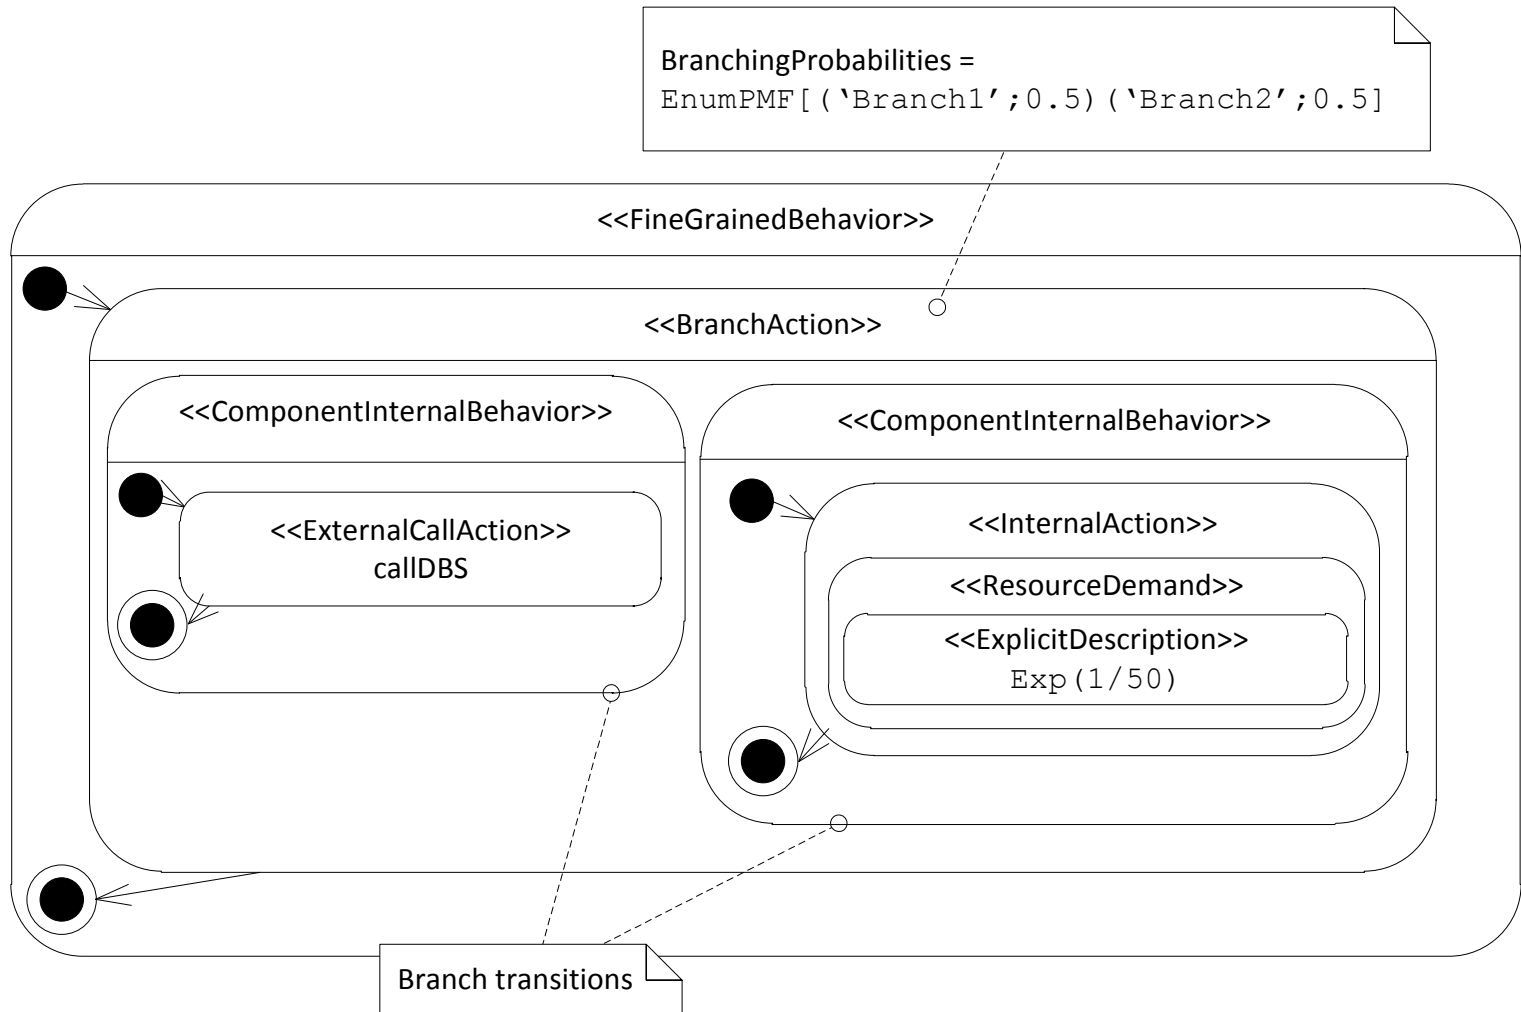 BranchingProbabilities =
EnumPMF[(‘Branch1’;0.5)(‘Branch2’;0.5]
<<FineGrainedBehavior>>
<<BranchAction>>
<<ComponentInternalBehavior>>
<<ExternalCallAction>>
callDBS
<<ComponentInternalBehavior>>
<<InternalAction>>
<<ResourceDemand>>
<<ExplicitDescription>>
Exp(1/50)
Branch transitions